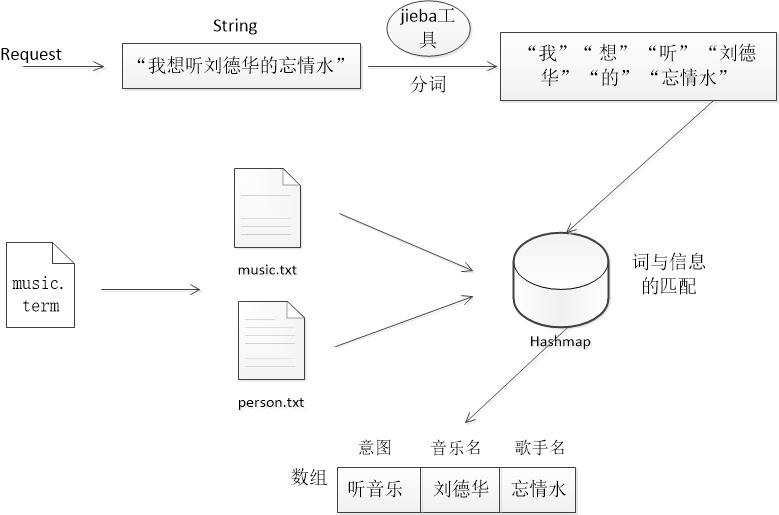 String
jieba工
具
Request
“我想听刘德华的忘情水”
分词
“我”“想”“听”“刘德
华”“的”“忘情水”
music.txt
music.
term
person.txt
词与信息
的匹配
Hashmap
意图
音乐名
歌手名
数组
听音乐
刘德华
忘情水